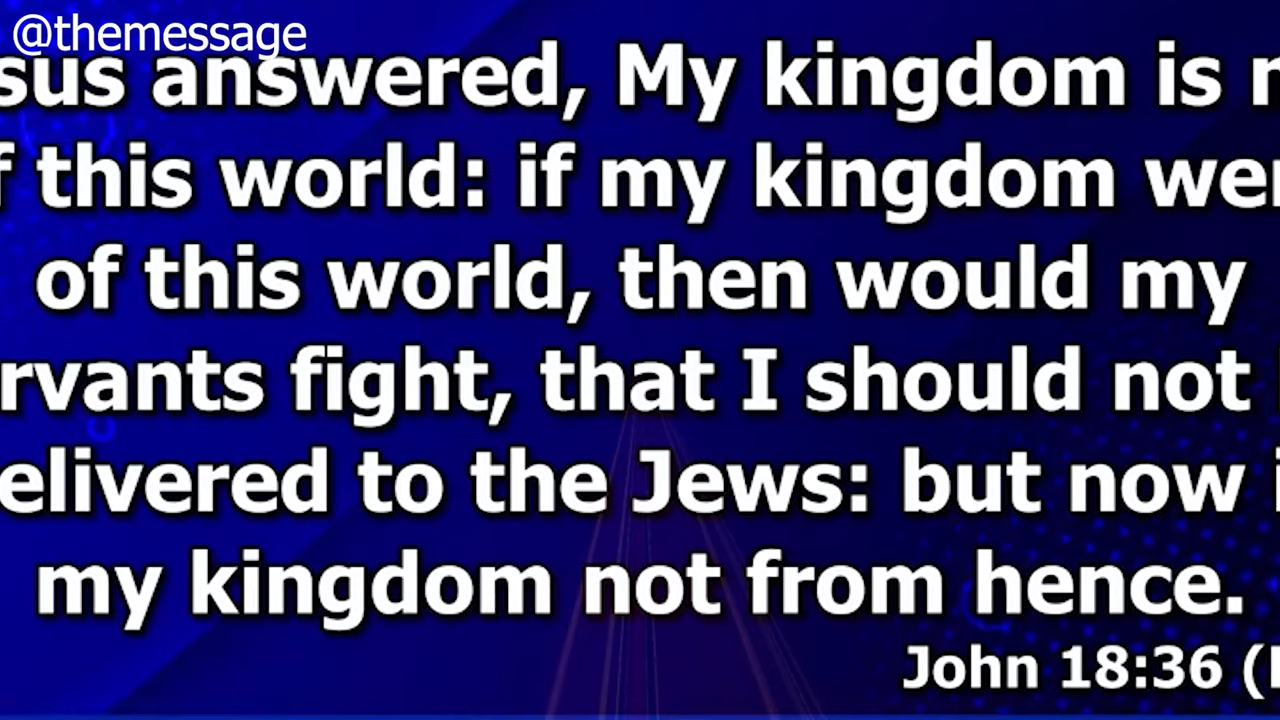 @themessage
sus answered, My kingdom is n
f this world: if my kingdom wer
of this world, then would my
rvants fight, that I should not
elivered to the Jews: but now i
my kingdom not from hence.
John 18:36 (